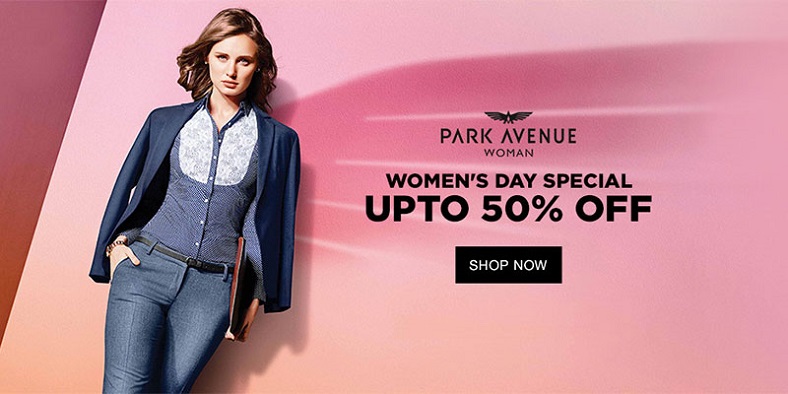 PARK AVENUE
WOMAN
WOMEN'S DAY SPECIAL
UPTO 50% OFF
SHOP NOW